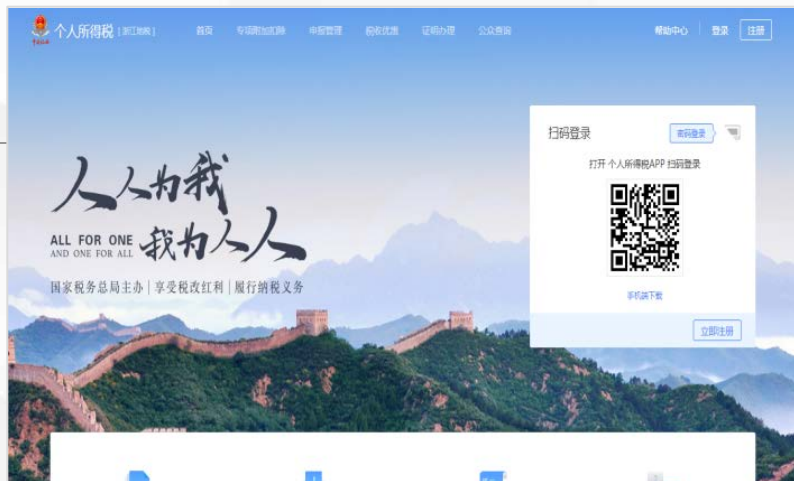 个人所得税 [浙江地税] 首页 专项附加扣除 申报管理 税收优惠 证明办理 公众查询 帮助中心 登录 注册
扫码登录 密码登录
打开 个人所得税APP 扫码登录
人人为我
ALL FOR ONE
AND ONE FOR ALL
我为人人
国家税务总局主办 | 享受税改红利 | 履行纳税义务
手机端下载
立即注册